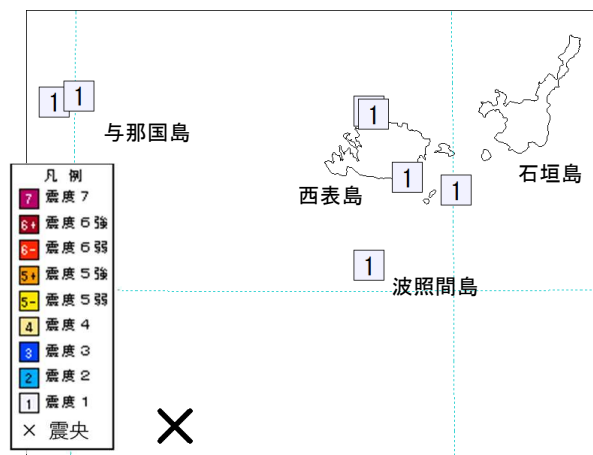 1 1
1
与那国島
石垣島
1
西表島
1
1
波照間島
凡 例
7 震度７
6+ 震度６強
6- 震度６弱
5+ 震度５強
5- 震度５弱
4 震度４
3 震度３
2 震度２
1 震度１
× 震央